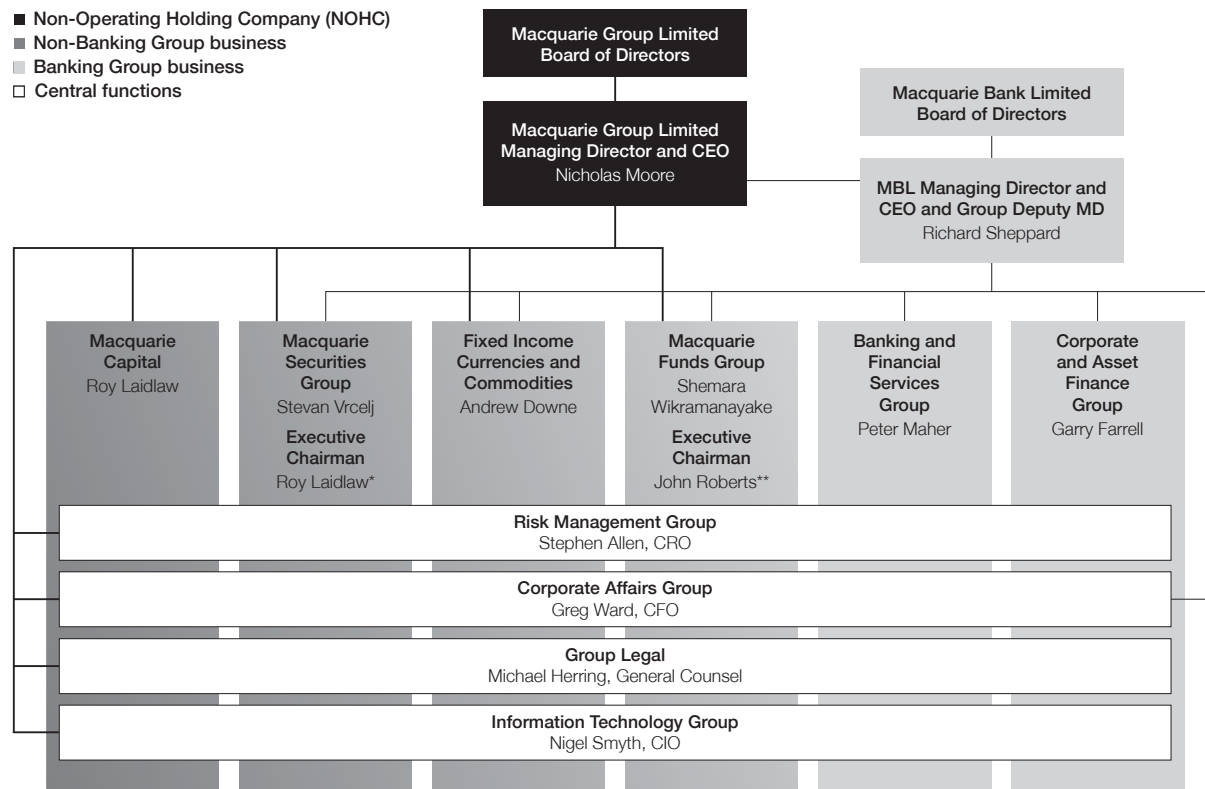 Non-Operating Holding Company (NOHC)
Non-Banking Group business
Banking Group business
Central functions
Macquarie Group Limited
Board of Directors
Macquarie Group Limited
Managing Director and CEO
Nicholas Moore
Macquarie Bank Limited
Board of Directors
MBL Managing Director and
CEO and Group Deputy MD
Richard Sheppard
Macquarie
Capital
Roy Laidlaw
Macquarie
Securities
Group
Stevan Vrcelj
Executive
Chairman
Roy Laidlaw*
Fixed Income
Currencies and
Commodities
Andrew Downe
Macquarie
Funds Group
Shemara
Wikramanayake
Executive
Chairman
John Roberts**
Banking and
Financial
Services
Group
Peter Maher
Corporate
and Asset
Finance
Group
Garry Farrell
Risk Management Group
Stephen Allen, CRO
Corporate Affairs Group
Greg Ward, CFO
Group Legal
Michael Herring, General Counsel
Information Technology Group
Nigel Smyth, CIO